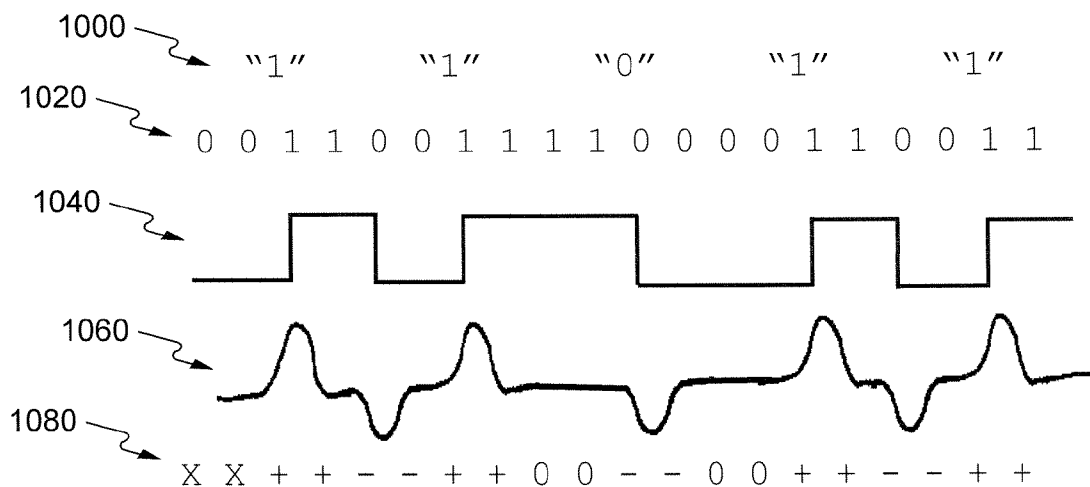 1000 "1" "1" "0" "1" "1"
1020 0 0 1 1 0 0 1 1 1 1 0 0 0 0 1 1 0 0 1 1
1040
1060
1080 X X + + - - + + 0 0 - - 0 0 + + - - + +